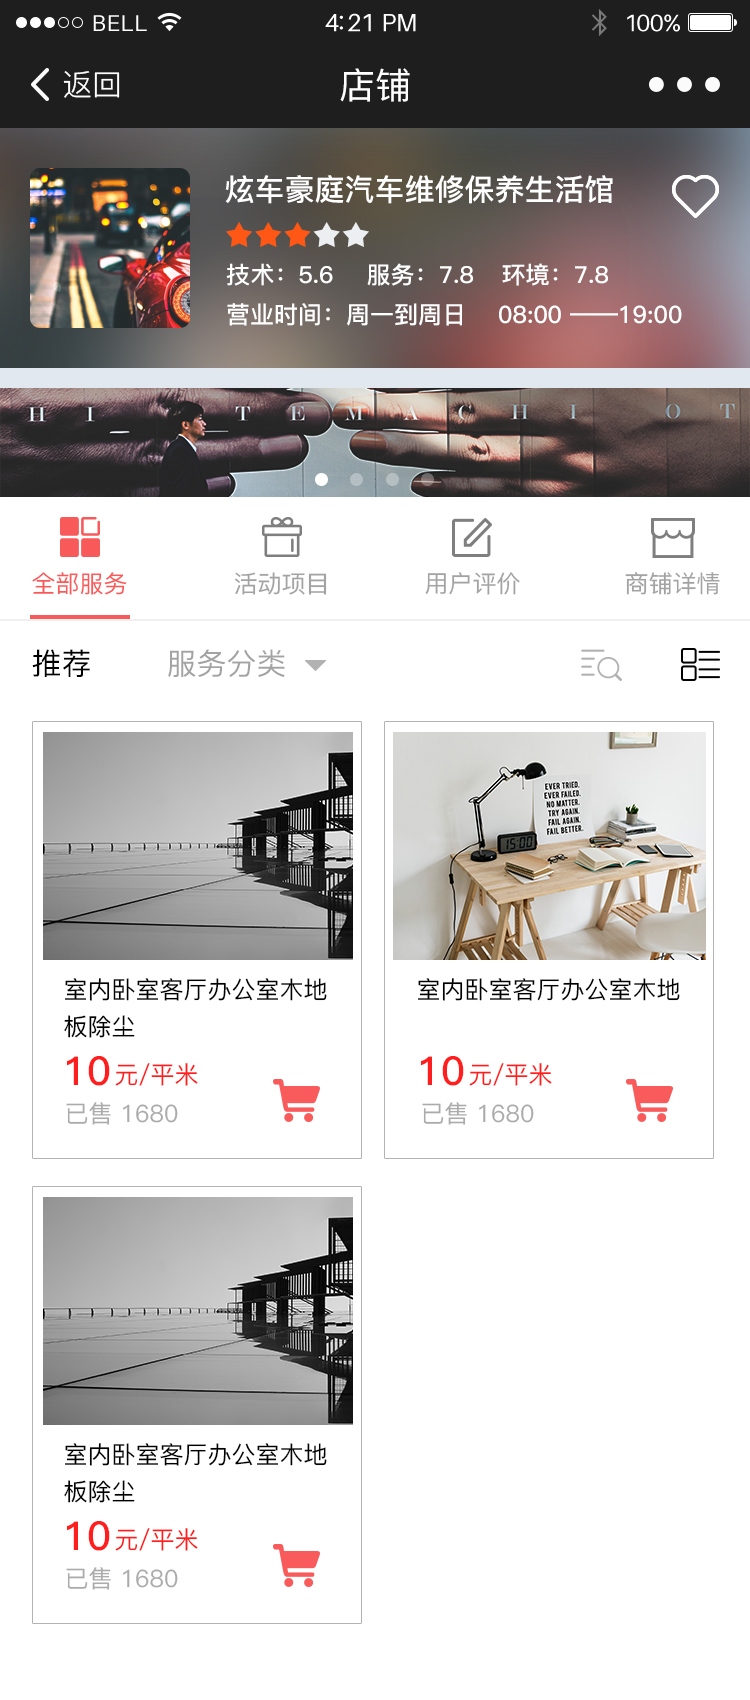 BELL 4:21 PM 100%
返回 店铺
炫车豪庭汽车维修保养生活馆
技术：5.6 服务：7.8 环境：7.8
营业时间：周一到周日 08:00 ——19:00
H I T E M A C H I O T
全部服务 活动项目 用户评价 商铺详情
推荐 服务分类
EVER TRIED.
EVER FAILED.
NO MATTER.
TRY AGAIN.
FAIL AGAIN.
FAIL BETTER.
15:00
室内卧室客厅办公室木地
板除尘
10元/平米
已售 1680
室内卧室客厅办公室木地
10元/平米
已售 1680
室内卧室客厅办公室木地
板除尘
10元/平米
已售 1680